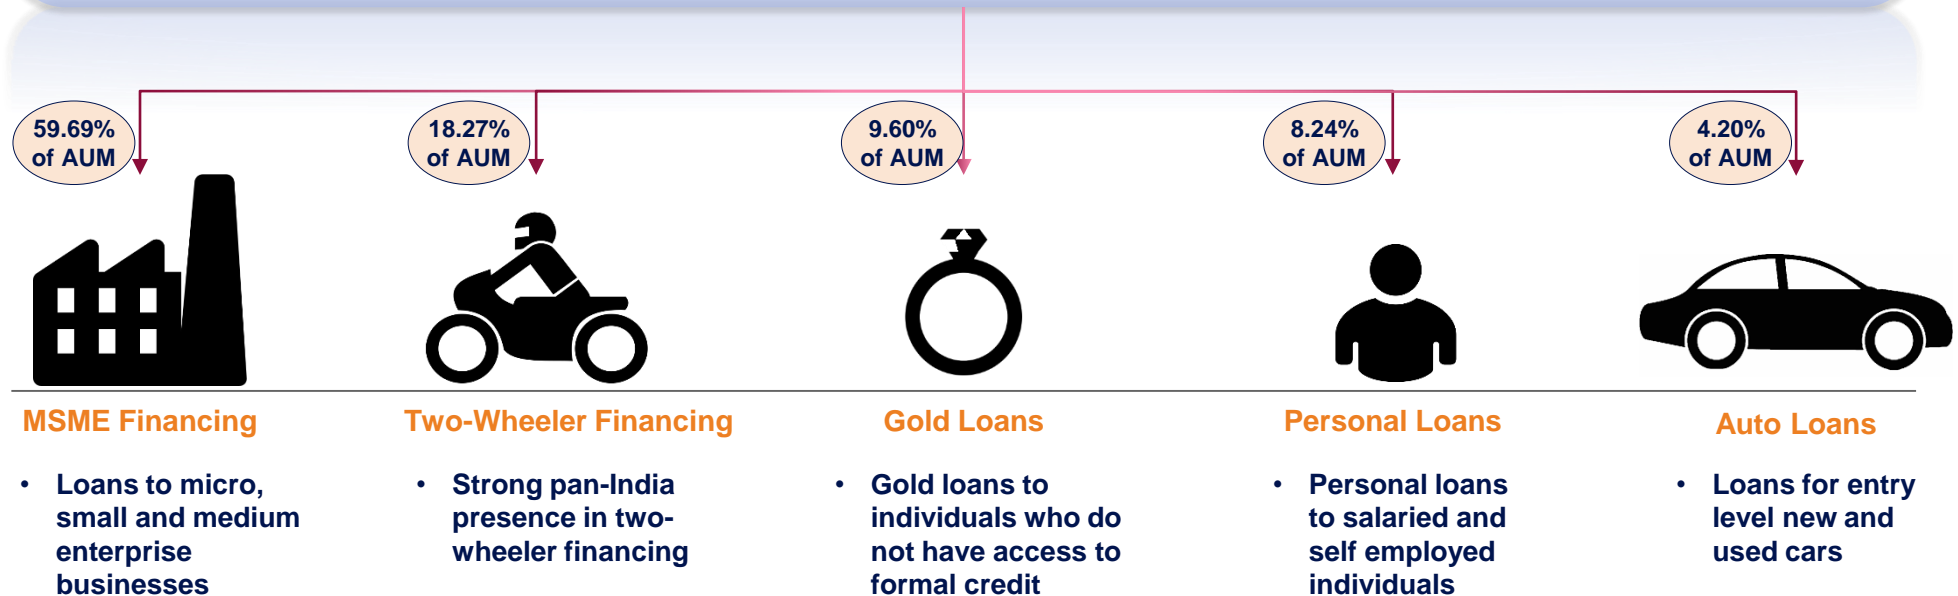 59.69%
of AUM
18.27%
of AUM
9.60%
of AUM
8.24%
of AUM
4.20%
of AUM
MSME Financing
Two-Wheeler Financing
Gold Loans
Personal Loans
Auto Loans
• Loans to micro,
small and medium
enterprise
businesses
• Strong pan-India
presence in two-
wheeler financing
• Gold loans to
individuals who do
not have access to
formal credit
• Personal loans
to salaried and
self employed
individuals
• Loans for entry
level new and
used cars